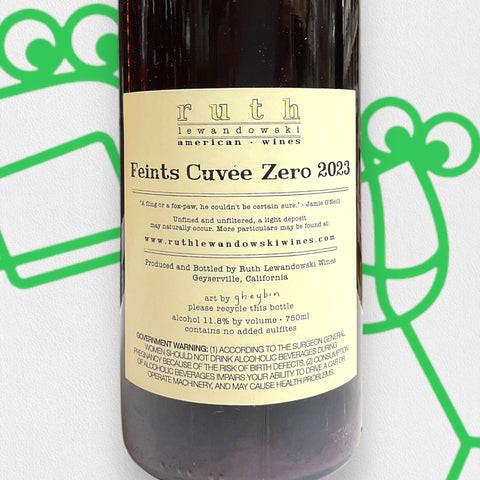 ruth
lewandowski
american · wines
Feints Cuvée Zero 2023
"A fling or a fox-paw, he couldn't be certain sure." - Jamie O'Neill
Unfined and unfiltered, a light deposit
may naturally occur. More particulars may be found at:
www.ruthlewandowskiwines.com
Produced and Bottled by Ruth Lewandowski Wines
Geyserville, California
art by gheybin
please recycle this bottle
alcohol 11.8% by volume • 750ml
contains no added sulfites
GOVERNMENT WARNING: (1) ACCORDING TO THE SURGEON GENERAL,
WOMEN SHOULD NOT DRINK ALCOHOLIC BEVERAGES DURING
PREGNANCY BECAUSE OF THE RISK OF BIRTH DEFECTS. (2) CONSUMPTION
OF ALCOHOLIC BEVERAGES IMPAIRS YOUR ABILITY TO DRIVE A CAR OR
OPERATE MACHINERY, AND MAY CAUSE HEALTH PROBLEMS.